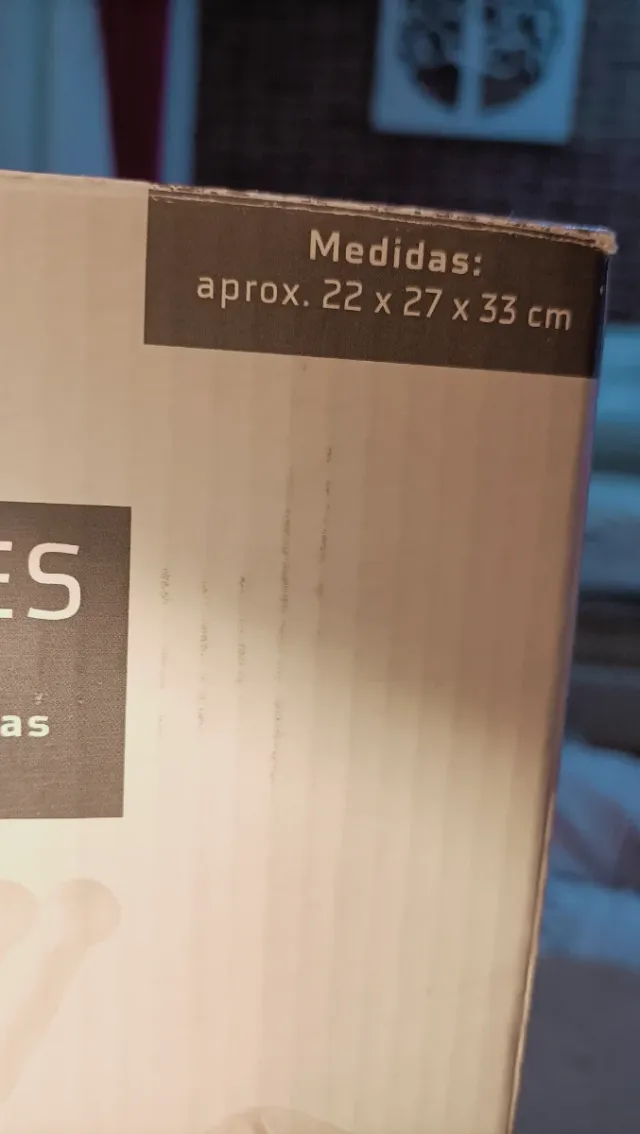 Medidas:
aprox. 22 x 27 x 33 cm
ES
as